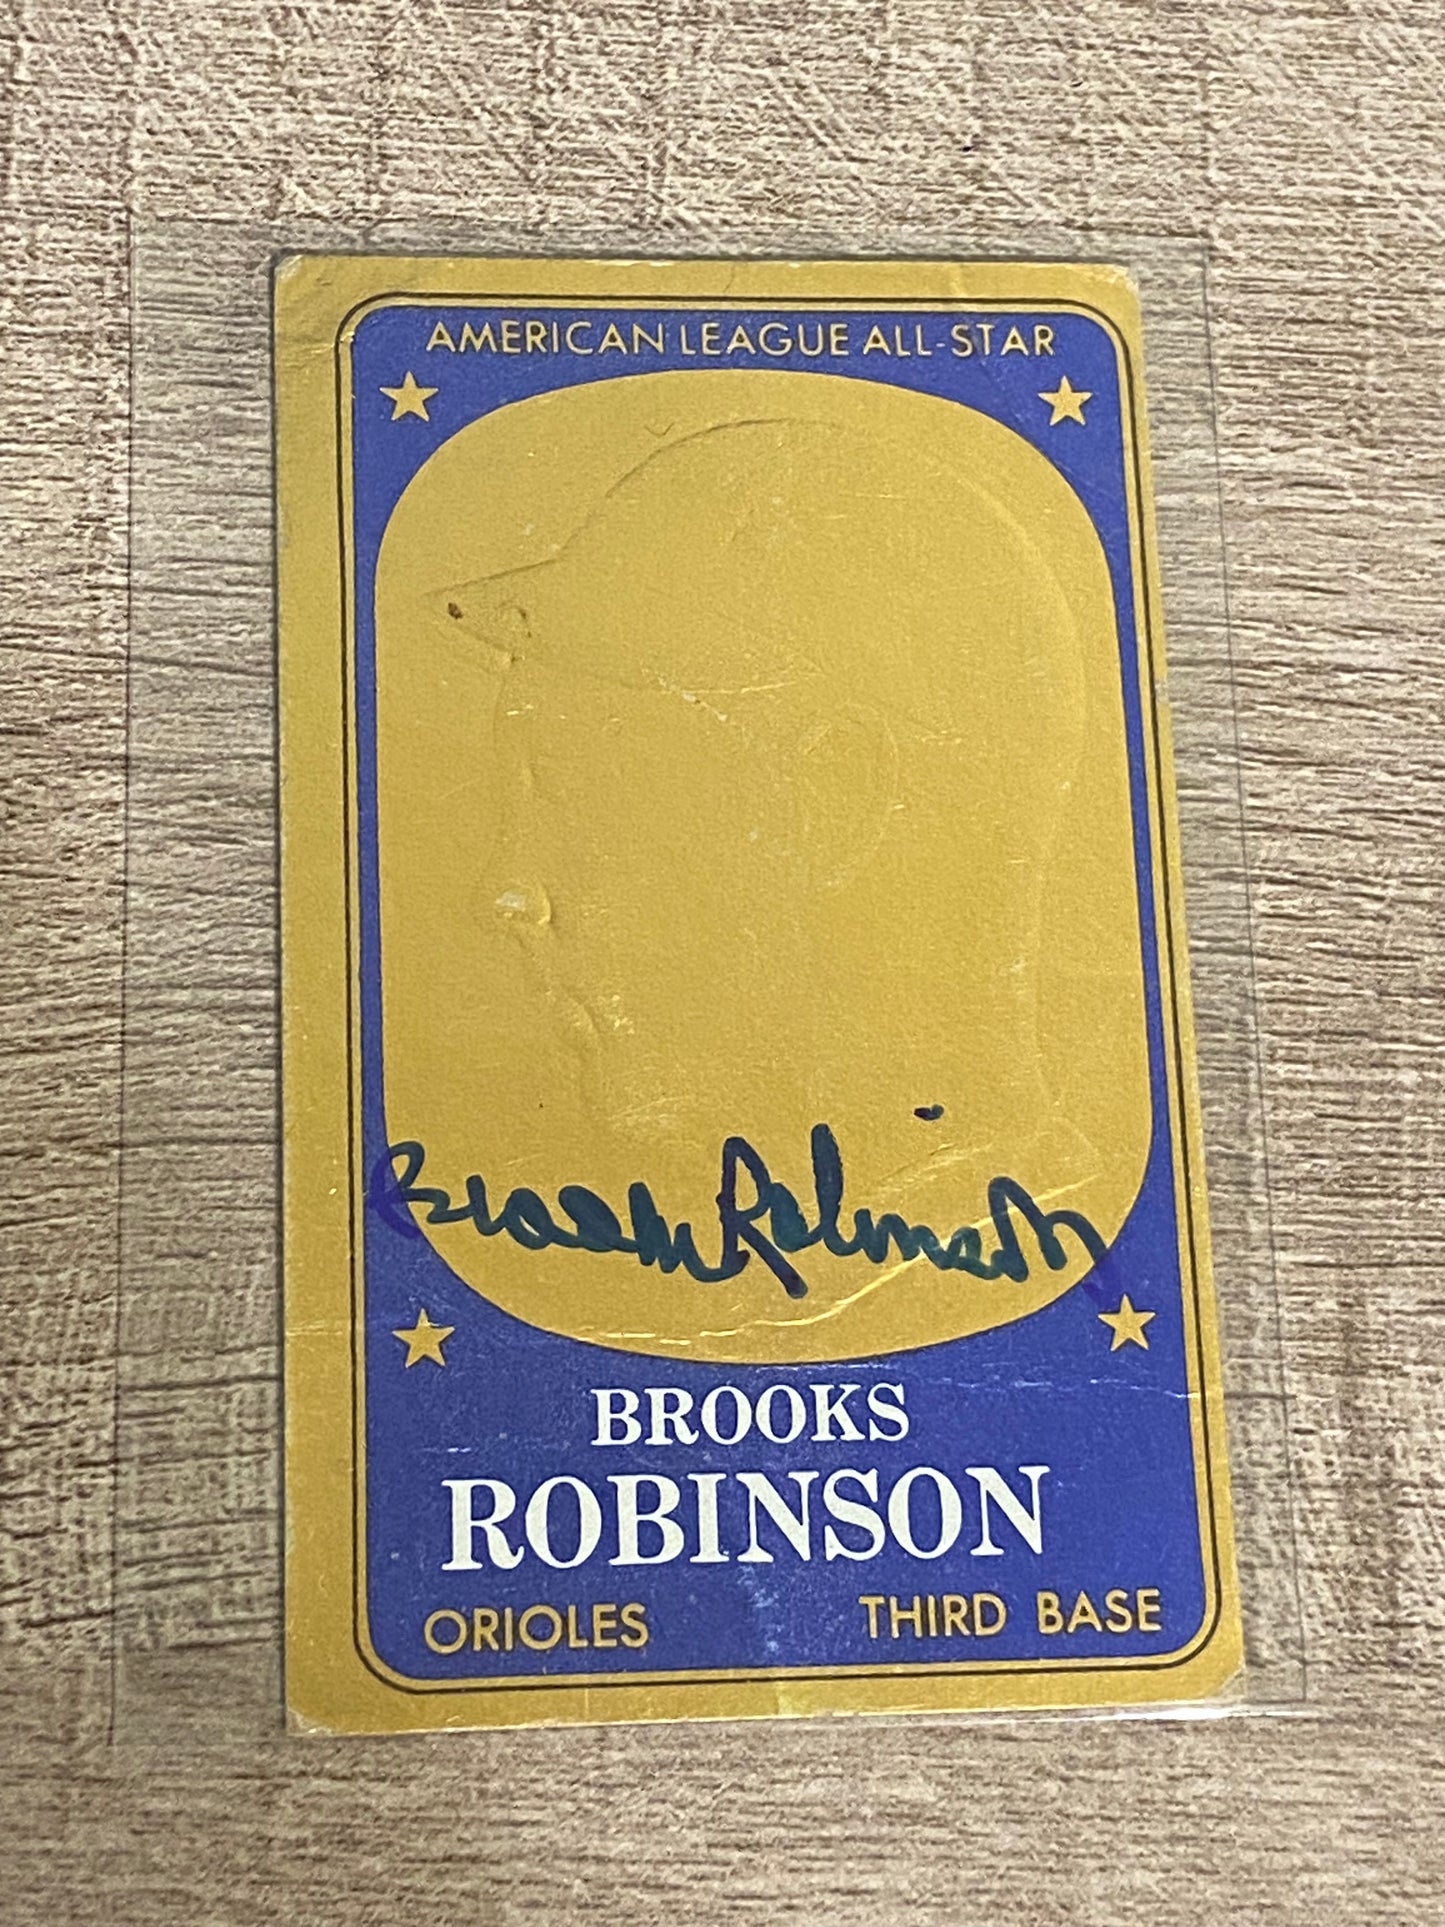 AMERICAN LEAGUE ALL-STAR
Brooks Robinson
BROOKS
ROBINSON
ORIOLES THIRD BASE